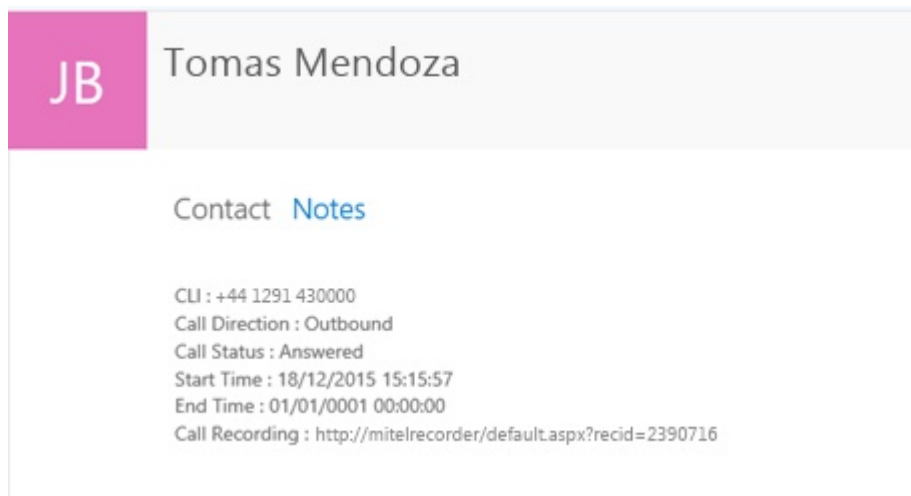 JB
Tomas Mendoza
Contact Notes
CLI : +44 1291 430000
Call Direction : Outbound
Call Status : Answered
Start Time : 18/12/2015 15:15:57
End Time : 01/01/0001 00:00:00
Call Recording : http://mitelrecorder/default.aspx?recid=2390716